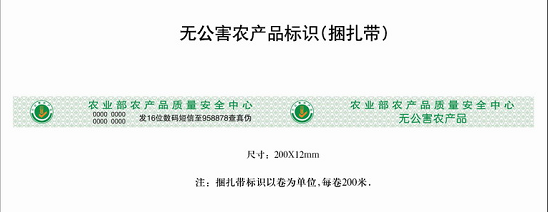 无公害农产品标识(捆扎带)
农业部农产品质量安全中心
0000 0000
0000 0000
发16位数码短信至958878查真伪
农业部农产品质量安全中心
无公害农产品
尺寸:200X12mm
注:捆扎带标识以卷为单位,每卷200米.